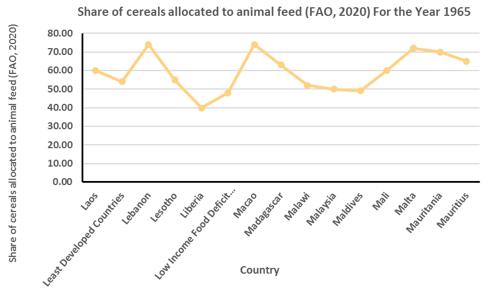 Share of cereals allocated to animal feed (FAO, 2020) For the Year 1965
Share of cereals allocated to animal feed (FAO, 2020)
80.00
70.00
60.00
50.00
40.00
30.00
20.00
10.00
0.00
Laos
Least Developed Countries
Lebanon
Lesotho
Liberia
Low Income Food Deficit...
Macao
Madagascar
Malawi
Malaysia
Maldives
Mali
Malta
Mauritania
Mauritius
Country